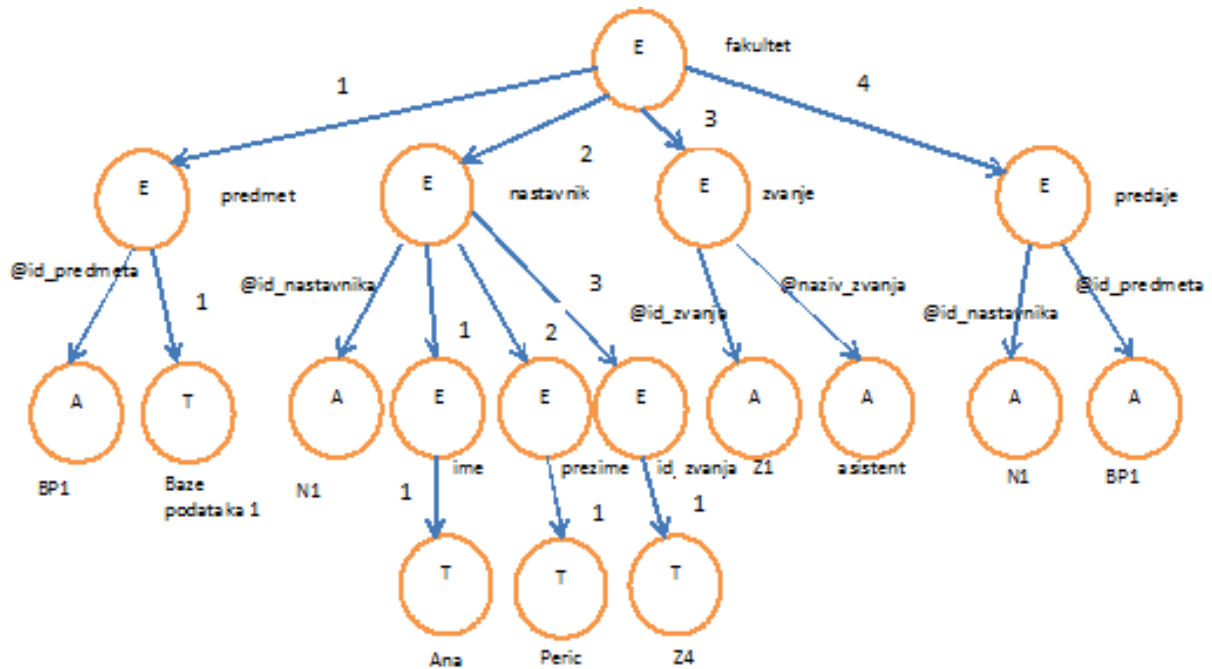 E fakultet
1 4
3
2
E predmet E nastavnik E zvanje E predaje
@id_predmeta @id_nastavnika @naziv_zvanja @id_predmeta
1 3 @id_zvanja @id_nastavnika
1 2
A T A E E E A A A A
ime prezime id_zvanja Z1 asistent
BP1 Baze N1 N1 BP1
podataka 1
1 1 1
T T T
Ana Peric Z4